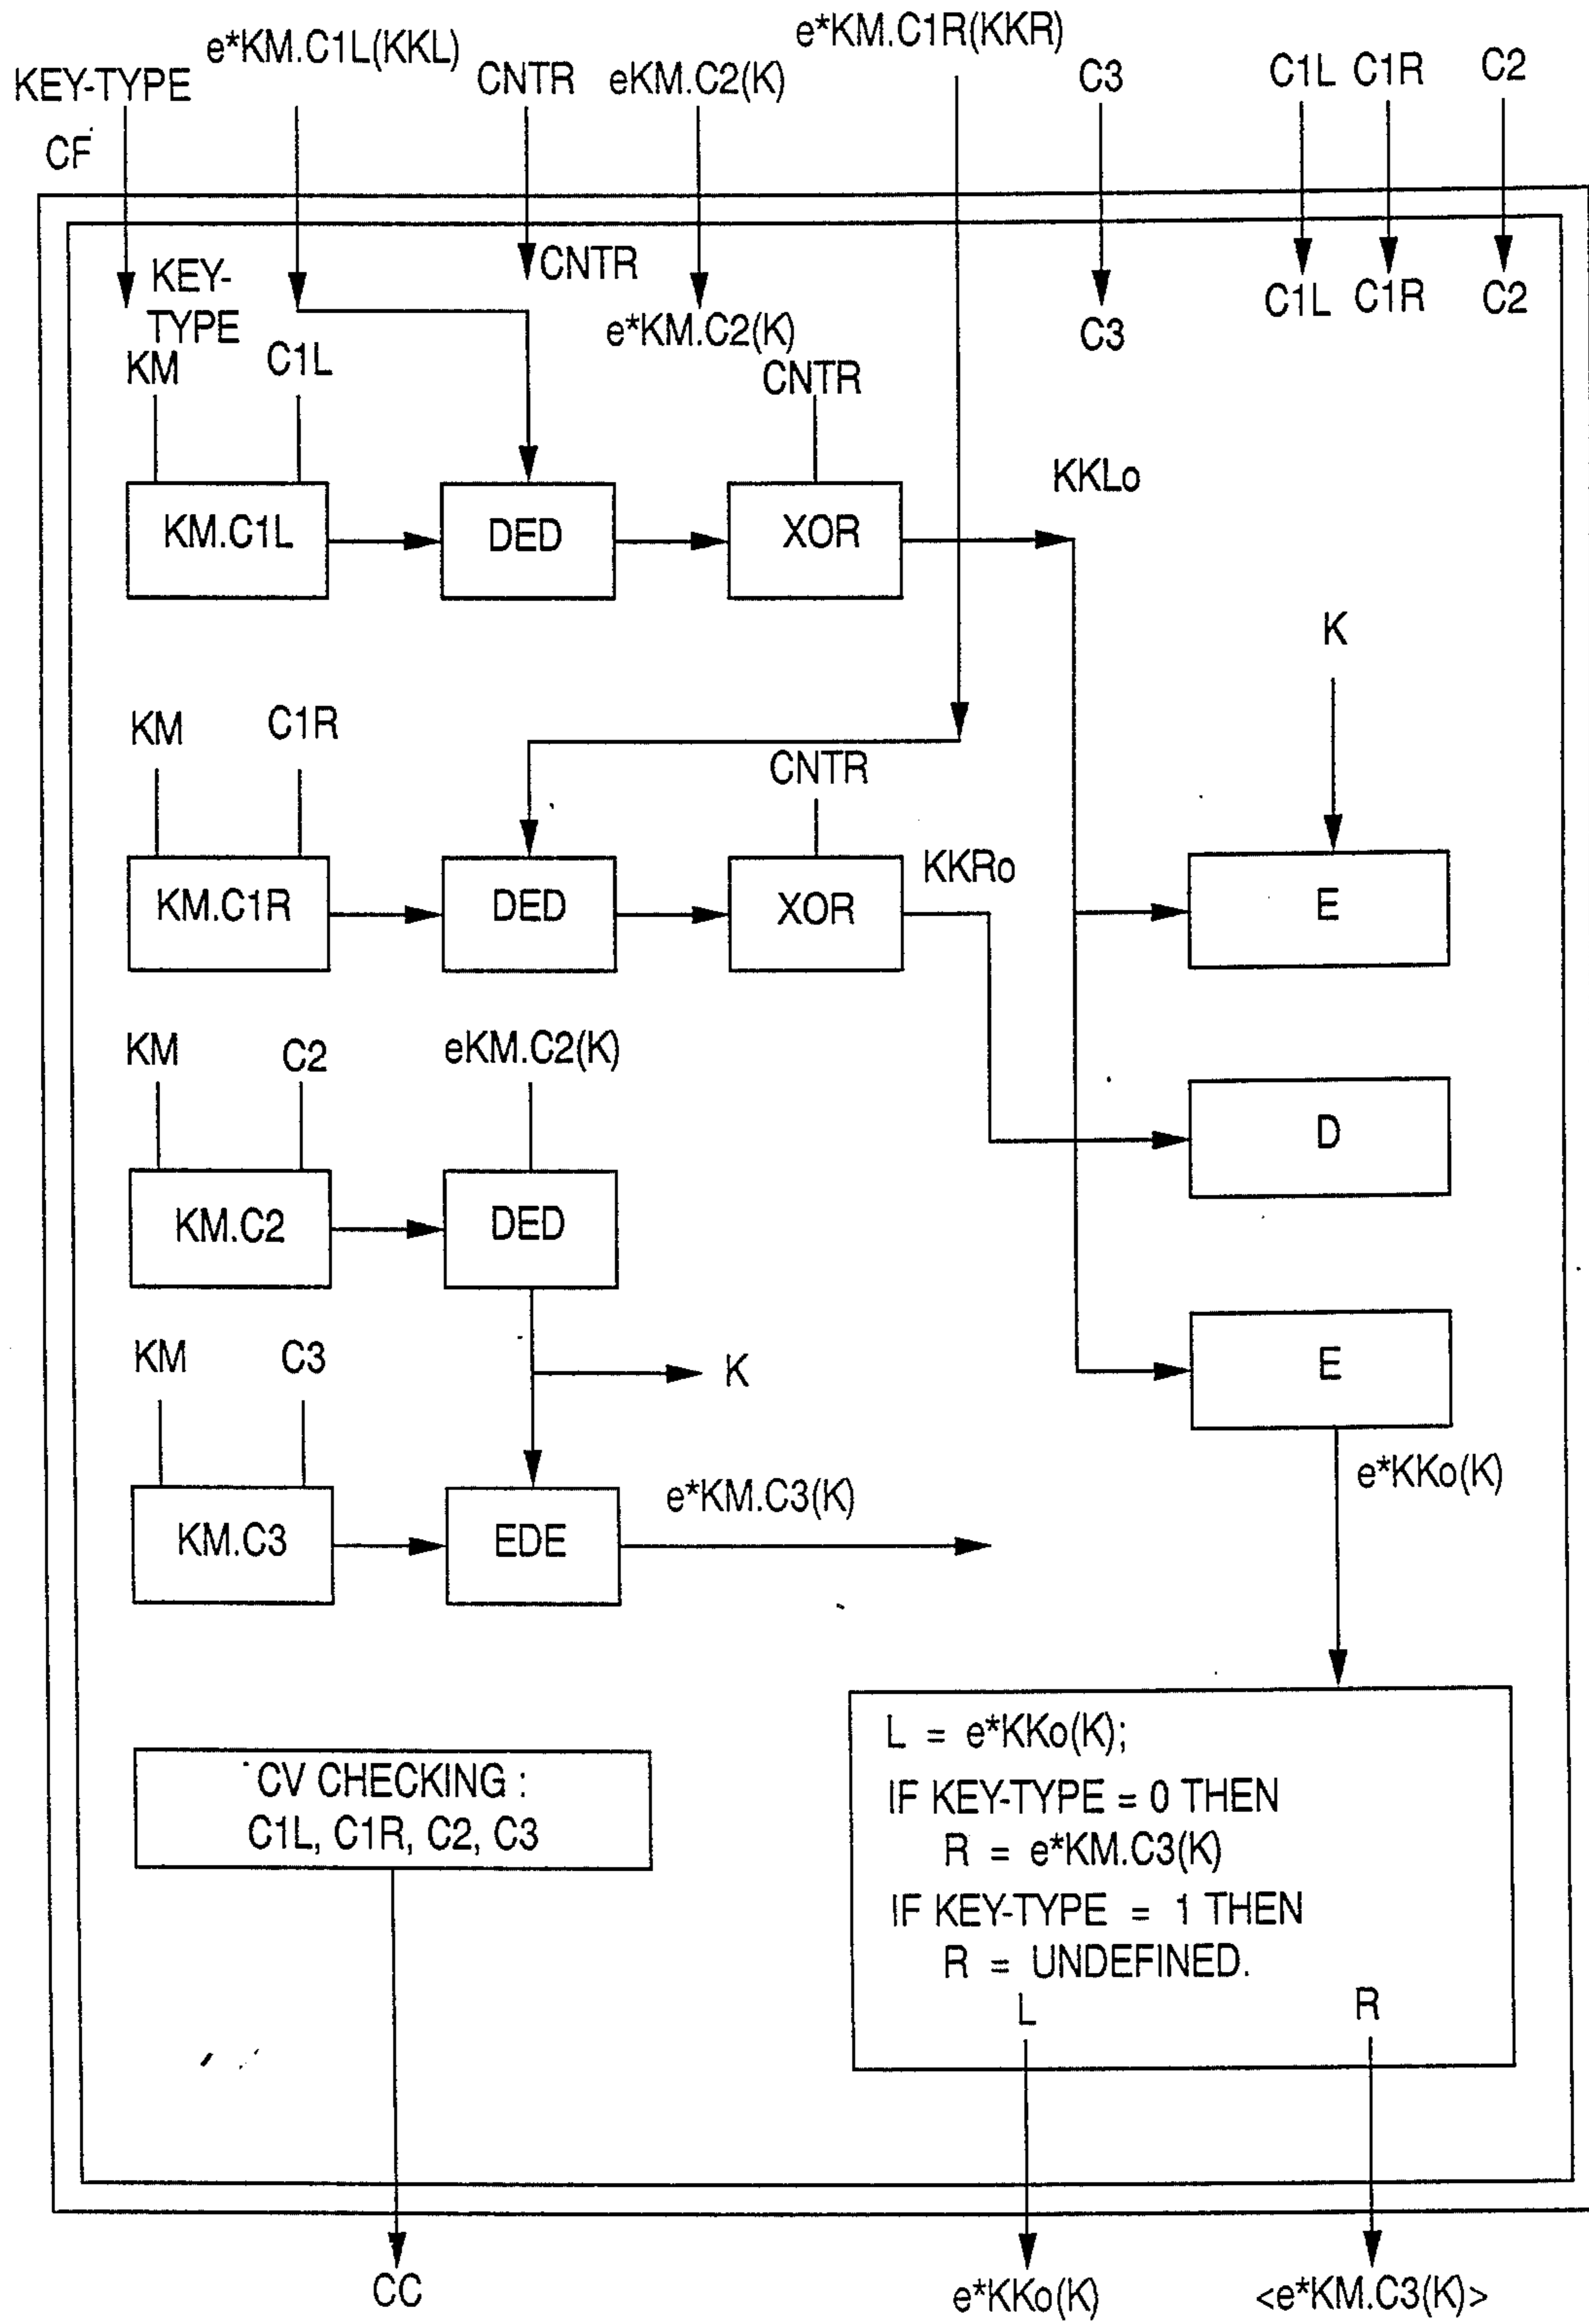 e*KM.C1L(KKL)
e*KM.C1R(KKR)
KEY-TYPE
CNTR
eKM.C2(K)
C3
C1L
C1R
C2
CF
KEY-
TYPE
CNTR
e*KM.C2(K)
C3
C1L
C1R
C2
KM
C1L
CNTR
KKLo
KM.C1L
DED
XOR
K
KM
C1R
CNTR
KKRo
KM.C1R
DED
XOR
E
KM
C2
eKM.C2(K)
D
KM.C2
DED
KM
C3
K
E
e*KKo(K)
KM.C3
EDE
e*KM.C3(K)
L = e*KKo(K);
IF KEY-TYPE = 0 THEN
R = e*KM.C3(K)
IF KEY-TYPE = 1 THEN
R = UNDEFINED.
L
R
CV CHECKING :
C1L, C1R, C2, C3
CC
e*KKo(K)
<e*KM.C3(K)>